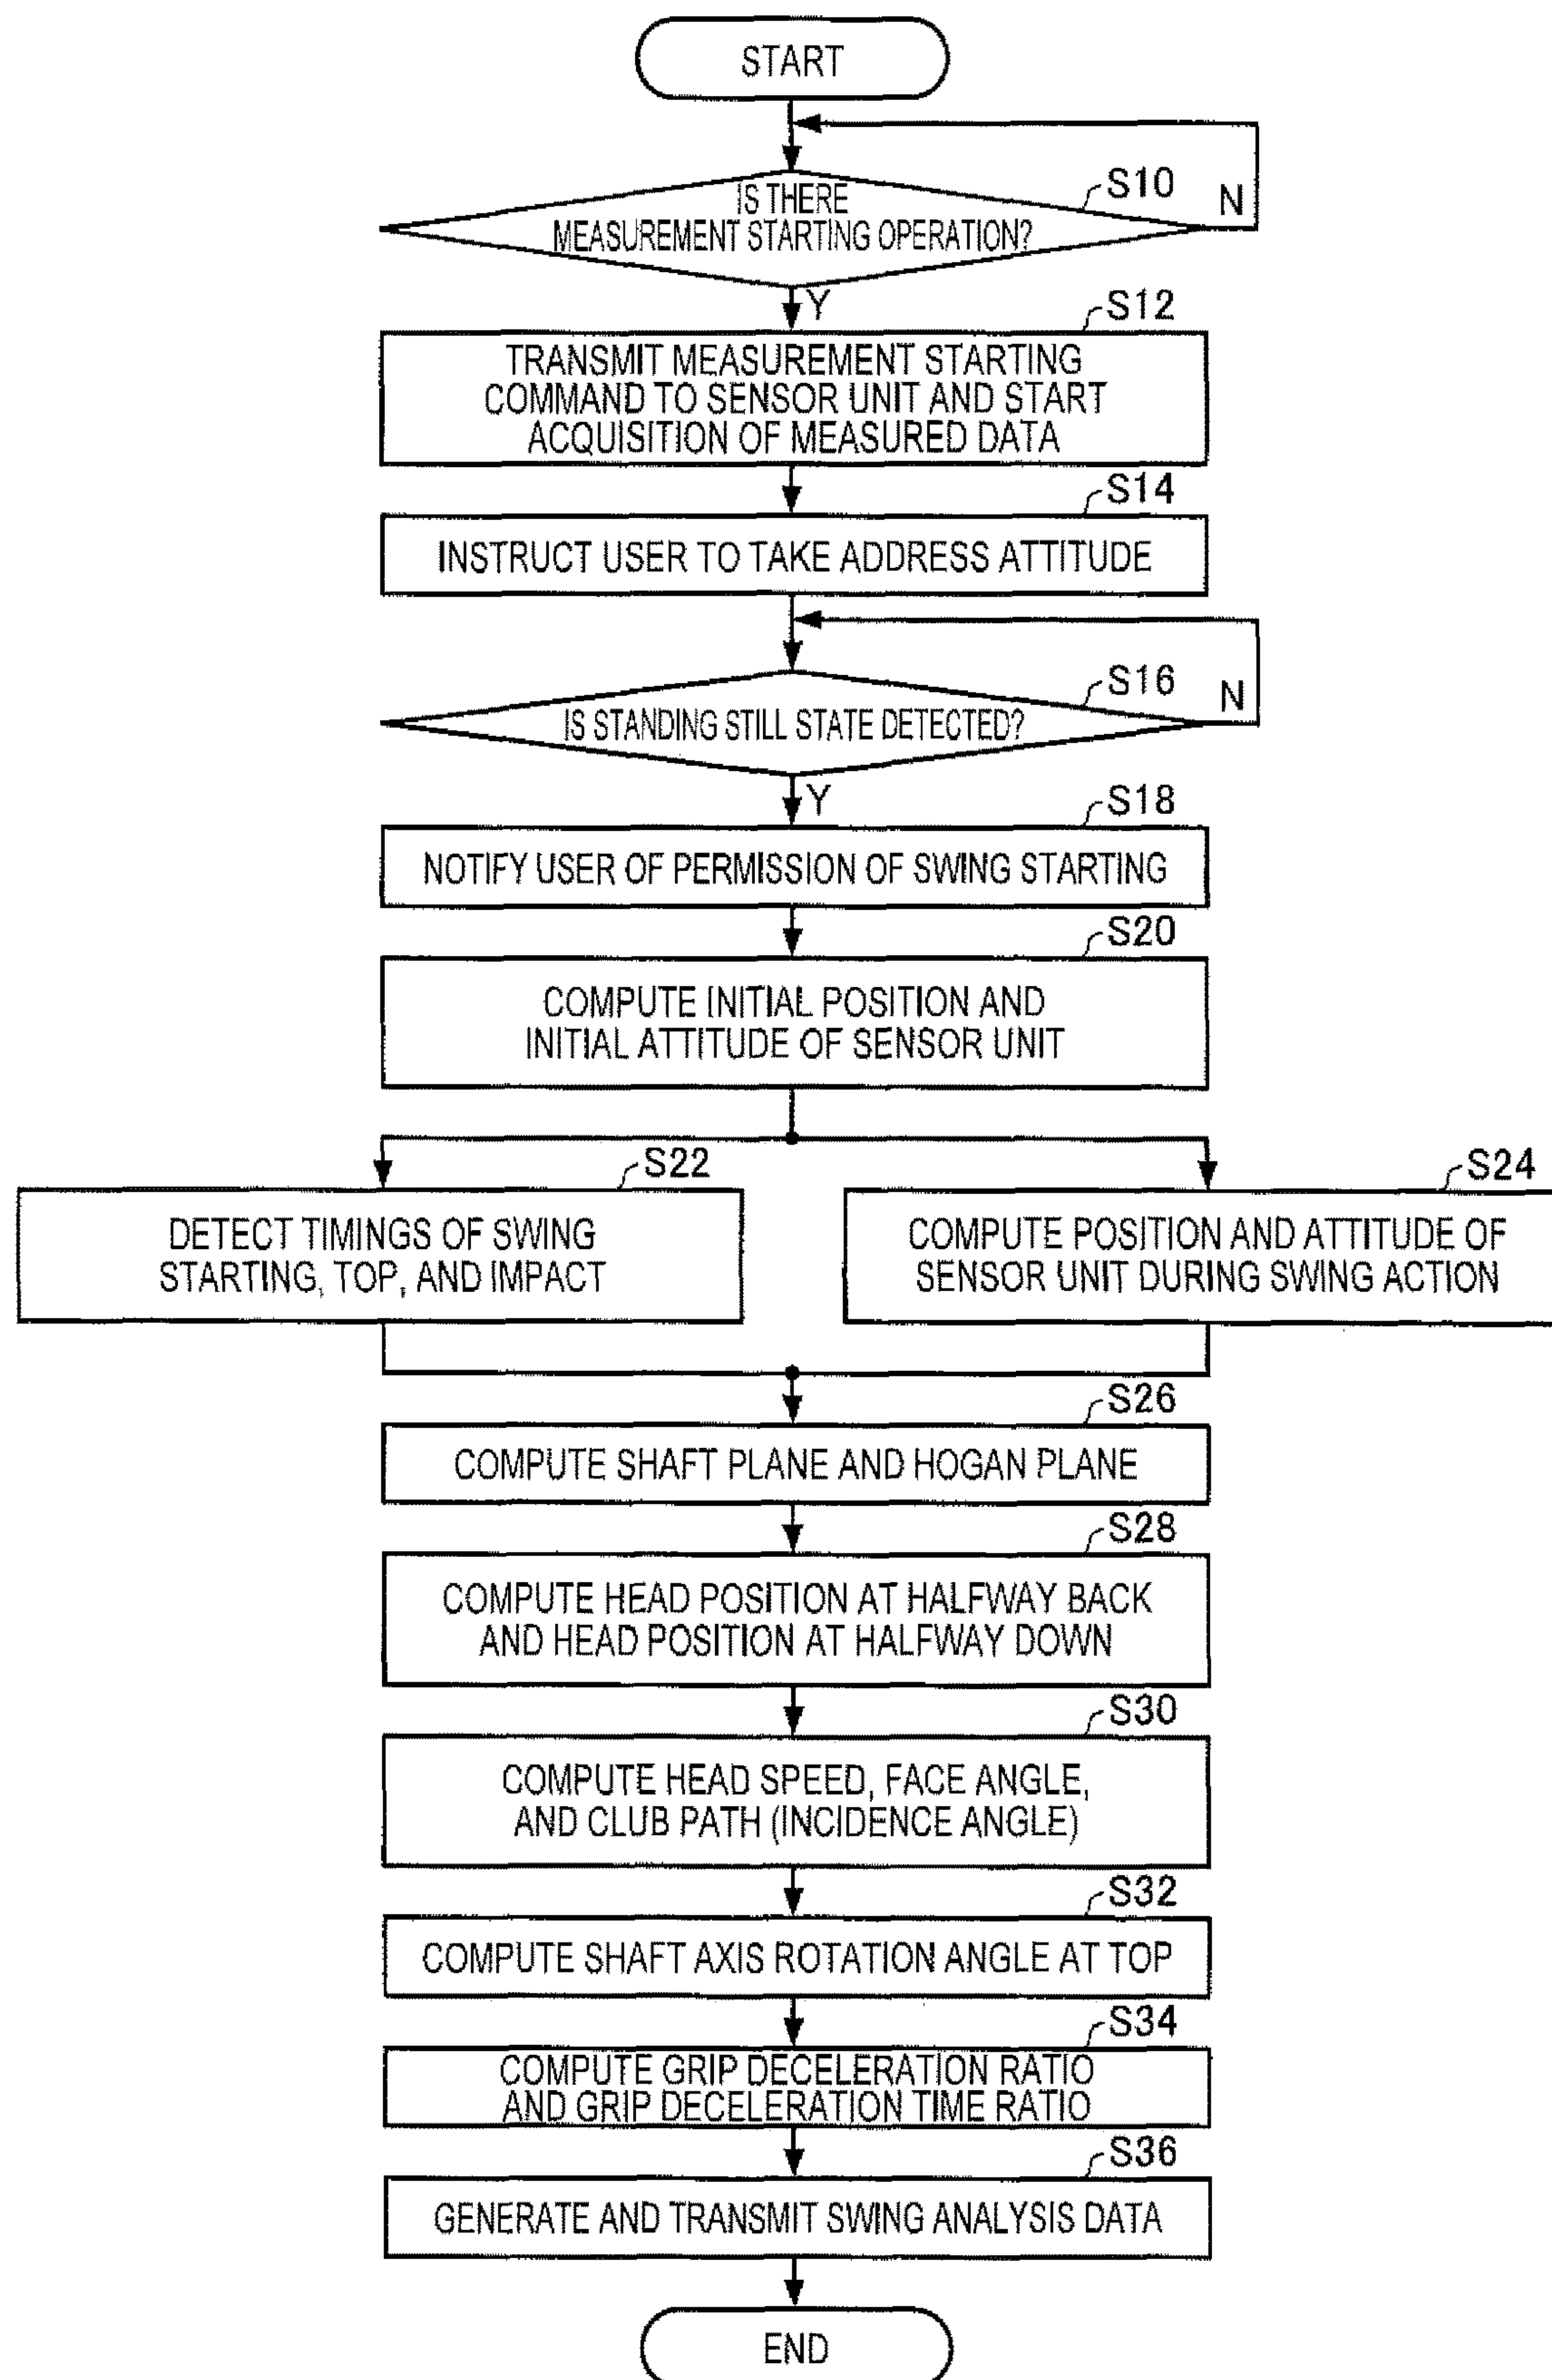 START
S10
N
IS THERE
MEASUREMENT STARTING OPERATION?
Y
S12
TRANSMIT MEASUREMENT STARTING
COMMAND TO SENSOR UNIT AND START
ACQUISITION OF MEASURED DATA
S14
INSTRUCT USER TO TAKE ADDRESS ATTITUDE
S16
N
IS STANDING STILL STATE DETECTED?
Y
S18
NOTIFY USER OF PERMISSION OF SWING STARTING
S20
COMPUTE INITIAL POSITION AND
INITIAL ATTITUDE OF SENSOR UNIT
S22
DETECT TIMINGS OF SWING
STARTING, TOP, AND IMPACT
S24
COMPUTE POSITION AND ATTITUDE OF
SENSOR UNIT DURING SWING ACTION
S26
COMPUTE SHAFT PLANE AND HOGAN PLANE
S28
COMPUTE HEAD POSITION AT HALFWAY BACK
AND HEAD POSITION AT HALFWAY DOWN
S30
COMPUTE HEAD SPEED, FACE ANGLE,
AND CLUB PATH (INCIDENCE ANGLE)
S32
COMPUTE SHAFT AXIS ROTATION ANGLE AT TOP
S34
COMPUTE GRIP DECELERATION RATIO
AND GRIP DECELERATION TIME RATIO
S36
GENERATE AND TRANSMIT SWING ANALYSIS DATA
END